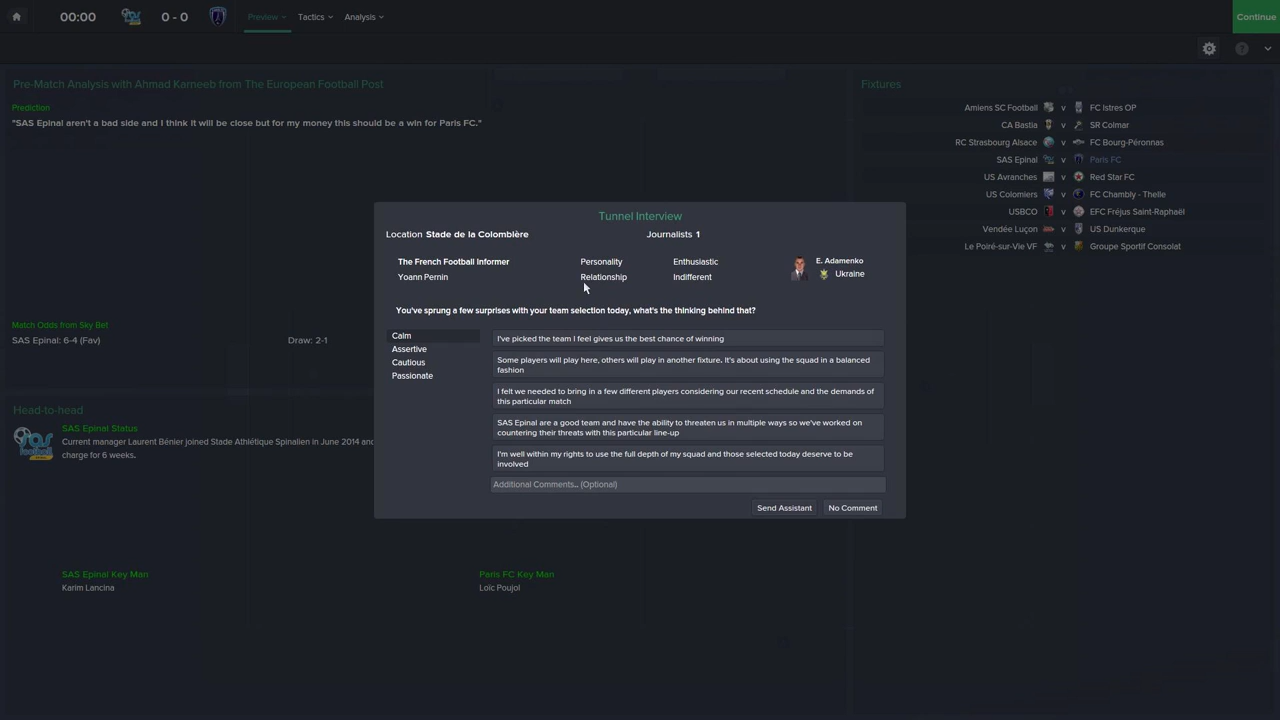 00:00
0 - 0
Preview
Tactics
Analysis
Continue
?
Pre-Match Analysis with Ahmad Karneeb from The European Football Post
Prediction
"SAS Epinal aren't a bad side and I think it will be close but for my money this should be a win for Paris FC."
Match Odds from Sky Bet
SAS Epinal: 6-4 (Fav)
Draw: 2-1
Head-to-head
SAS Epinal Status
Current manager Laurent Bénier joined Stade Athlétique Spinalien in June 2014 and
charge for 6 weeks.
SAS Epinal Key Man
Karim Lancina
Paris FC Key Man
Loïc Poujol
Tunnel Interview
Location Stade de la Colombière
Journalists 1
The French Football Informer
Personality
Enthusiastic
E. Adamenko
Yoann Pernin
Relationship
Indifferent
Ukraine
You've sprung a few surprises with your team selection today, what's the thinking behind that?
Calm
Assertive
Cautious
Passionate
I've picked the team I feel gives us the best chance of winning
Some players will play here, others will play in another fixture. It's about using the squad in a balanced
fashion
I felt we needed to bring in a few different players considering our recent schedule and the demands of
this particular match
SAS Epinal are a good team and have the ability to threaten us in multiple ways so we've worked on
countering their threats with this particular line-up
I'm well within my rights to use the full depth of my squad and those selected today deserve to be
involved
Additional Comments.. (Optional)
Send Assistant
No Comment
Fixtures
Amiens SC Football v FC Istres OP
CA Bastia v SR Colmar
RC Strasbourg Alsace v FC Bourg-Péronnas
SAS Epinal v Paris FC
US Avranches v Red Star FC
US Colomiers v FC Chambly - Thelle
USBCO v EFC Fréjus Saint-Raphaël
Vendée Luçon v US Dunkerque
Le Poiré-sur-Vie VF v Groupe Sportif Consolat